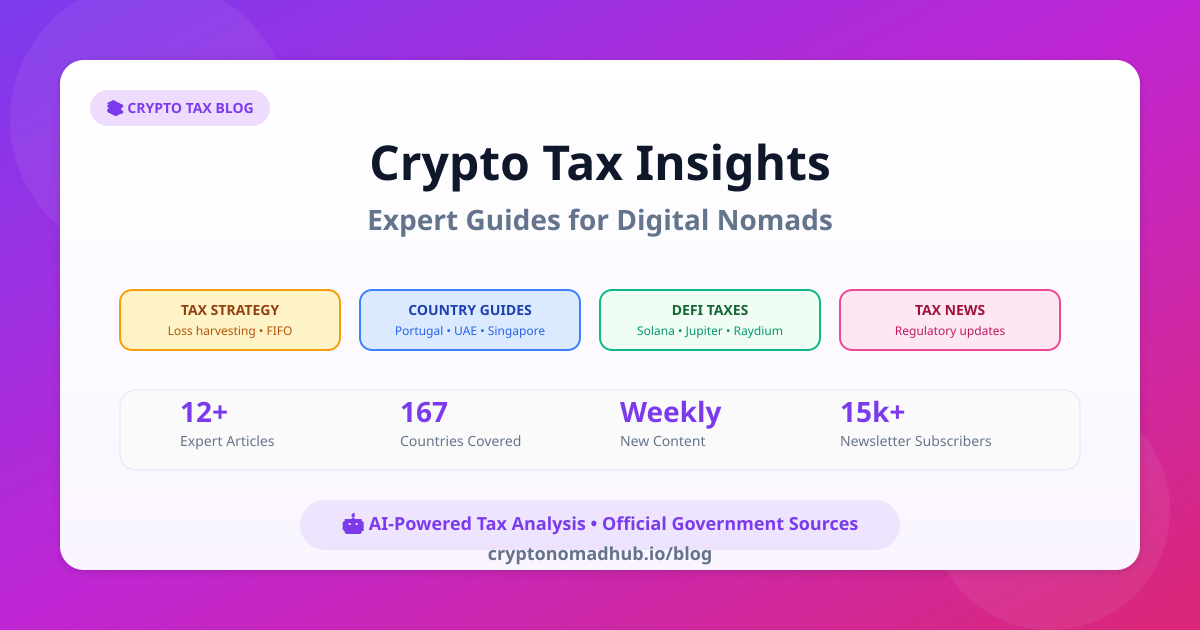 CRYPTO TAX BLOG
Crypto Tax Insights
Expert Guides for Digital Nomads
TAX STRATEGY
Loss harvesting • FIFO
COUNTRY GUIDES
Portugal • UAE • Singapore
DEFI TAXES
Solana • Jupiter • Raydium
TAX NEWS
Regulatory updates
12+
Expert Articles
167
Countries Covered
Weekly
New Content
15k+
Newsletter Subscribers
AI-Powered Tax Analysis • Official Government Sources
cryptonomadhub.io/blog